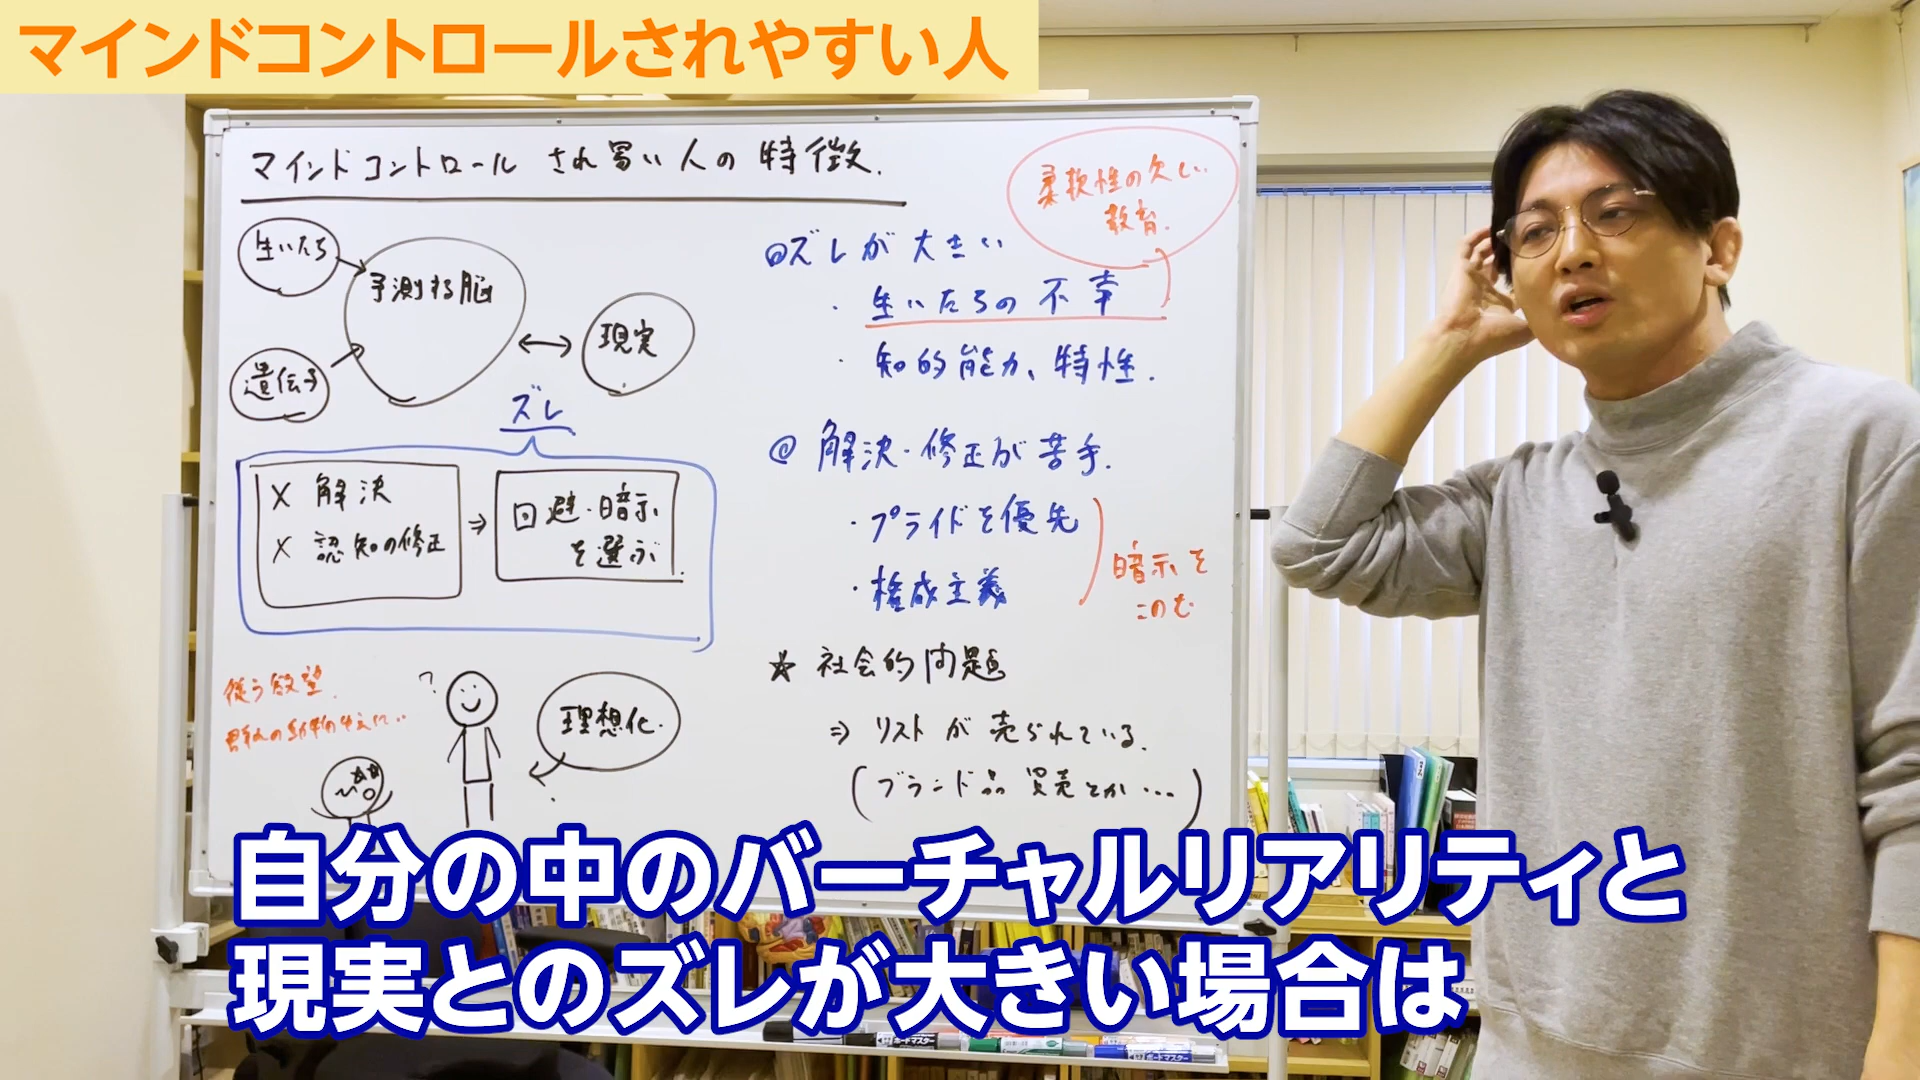 マインドコントロールされやすい人
マインドコントロール され易い人の特徴.
柔軟性の欠しい
教育.
生いたち
予測する脳
現実
遺伝子
ズレ
× 解決
× 認知の修正
⇒
回避・暗示
を選ぶ
@ズレが大きい
・生いたちの不幸
・知的能力、特性.
@ 解決・修正が苦手.
・プライドを優先
・権威主義
暗示を
このむ
☆ 社会的問題
⇒ リストが売られている.
(ブランド品 買売とか…)
従う欲望.
?
理想化.
自分の中のバーチャルリアリティと
現実とのズレが大きい場合は
ボードマスター